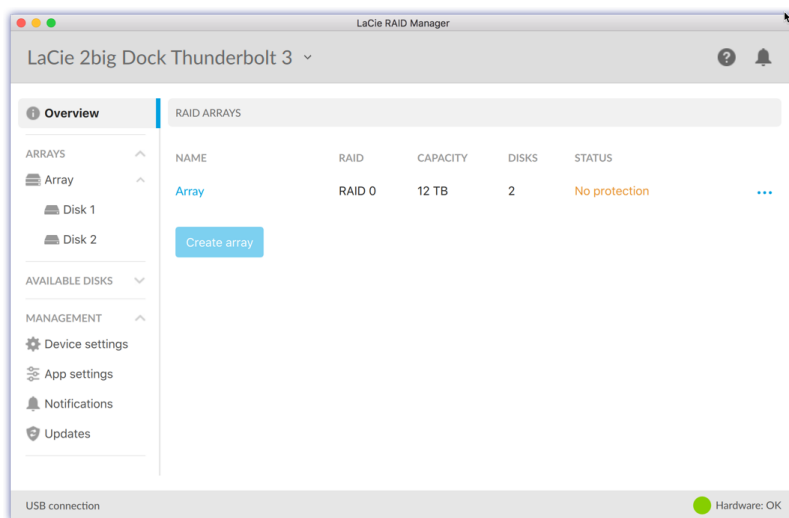 LaCie RAID Manager
LaCie 2big Dock Thunderbolt 3
Overview
RAID ARRAYS
ARRAYS
NAME RAID CAPACITY DISKS STATUS
Array
Array RAID 0 12 TB 2 No protection
Disk 1
Disk 2
Create array
AVAILABLE DISKS
MANAGEMENT
Device settings
App settings
Notifications
Updates
USB connection
Hardware: OK